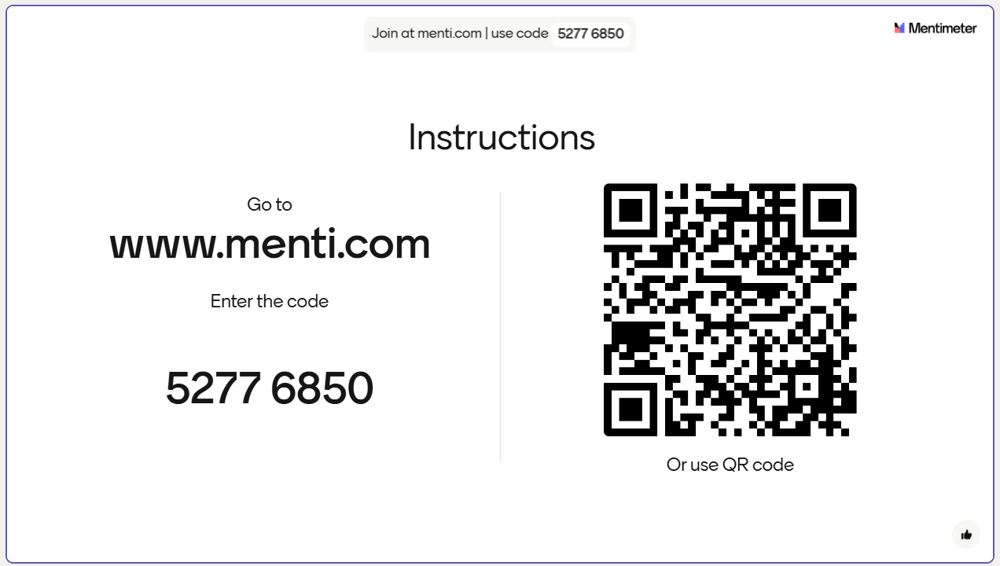 Join at menti.com | use code 5277 6850
Mentimeter
Instructions
Go to
www.menti.com
Enter the code
5277 6850
Or use QR code